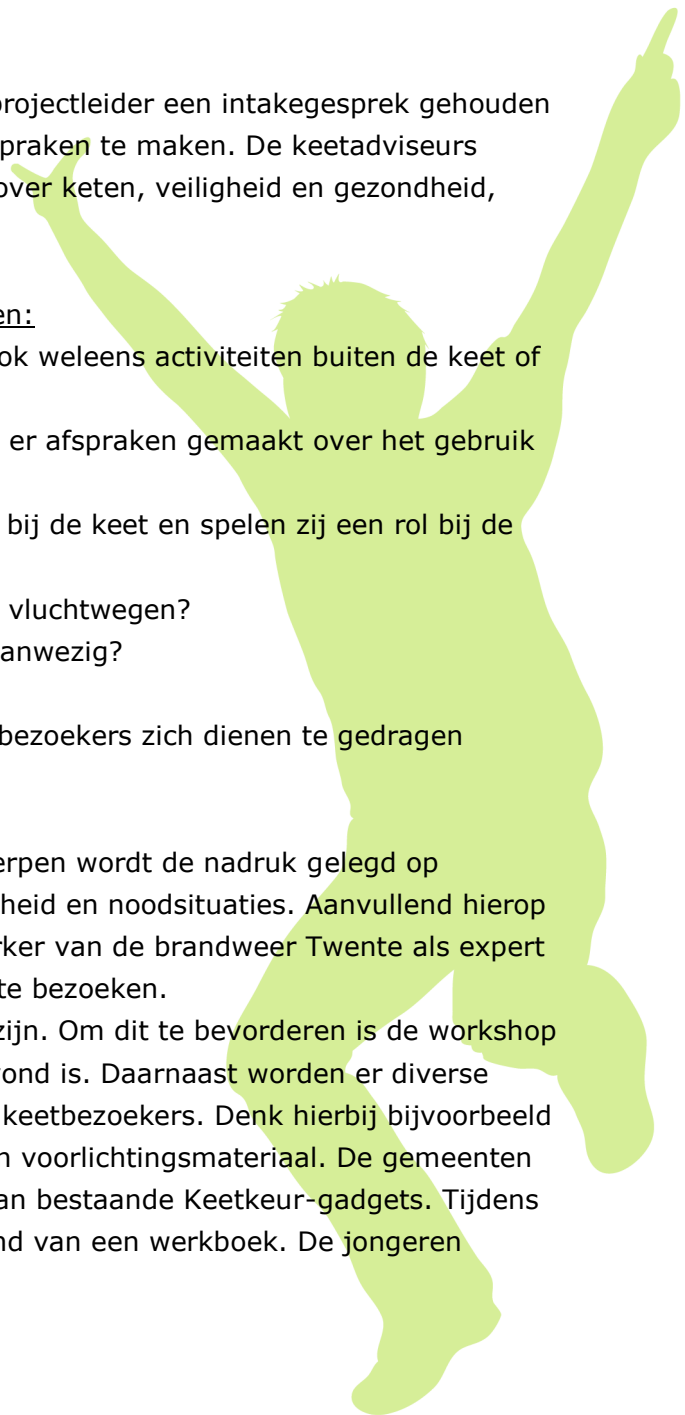 projectleider een intakegesprek gehouden
spraken te maken. De keetadviseurs
over keten, veiligheid en gezondheid,
en:
ok weleens activiteiten buiten de keet of
er afspraken gemaakt over het gebruik
bij de keet en spelen zij een rol bij de
vluchtwegen?
anwezig?
bezoekers zich dienen te gedragen
erpen wordt de nadruk gelegd op
heid en noodsituaties. Aanvullend hierop
rker van de brandweer Twente als expert
te bezoeken.
zijn. Om dit te bevorderen is de workshop
vond is. Daarnaast worden er diverse
keetbezoekers. Denk hierbij bijvoorbeeld
n voorlichtingsmateriaal. De gemeenten
an bestaande Keetkeur-gadgets. Tijdens
nd van een werkboek. De jongeren